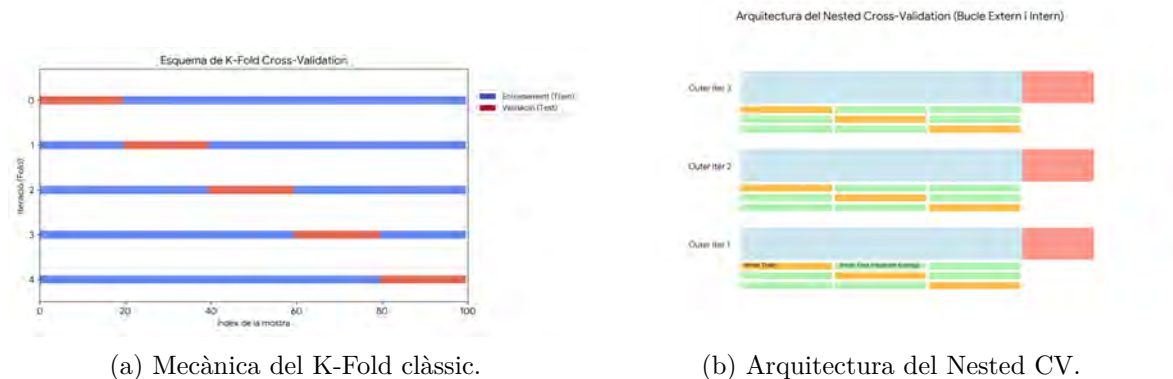 Esquema de K-Fold Cross-Validation
Entrenament (Train)
Validació (Test)
Iteració (Fold)
0
1
2
3
4
0
20
40
60
80
100
Índex de la mostra
(a) Mecànica del K-Fold clàssic.
Arquitectura del Nested Cross-Validation (Bucle Extern i Intern)
Outer Iter 3
Outer Iter 2
Outer Iter 1
(b) Arquitectura del Nested CV.